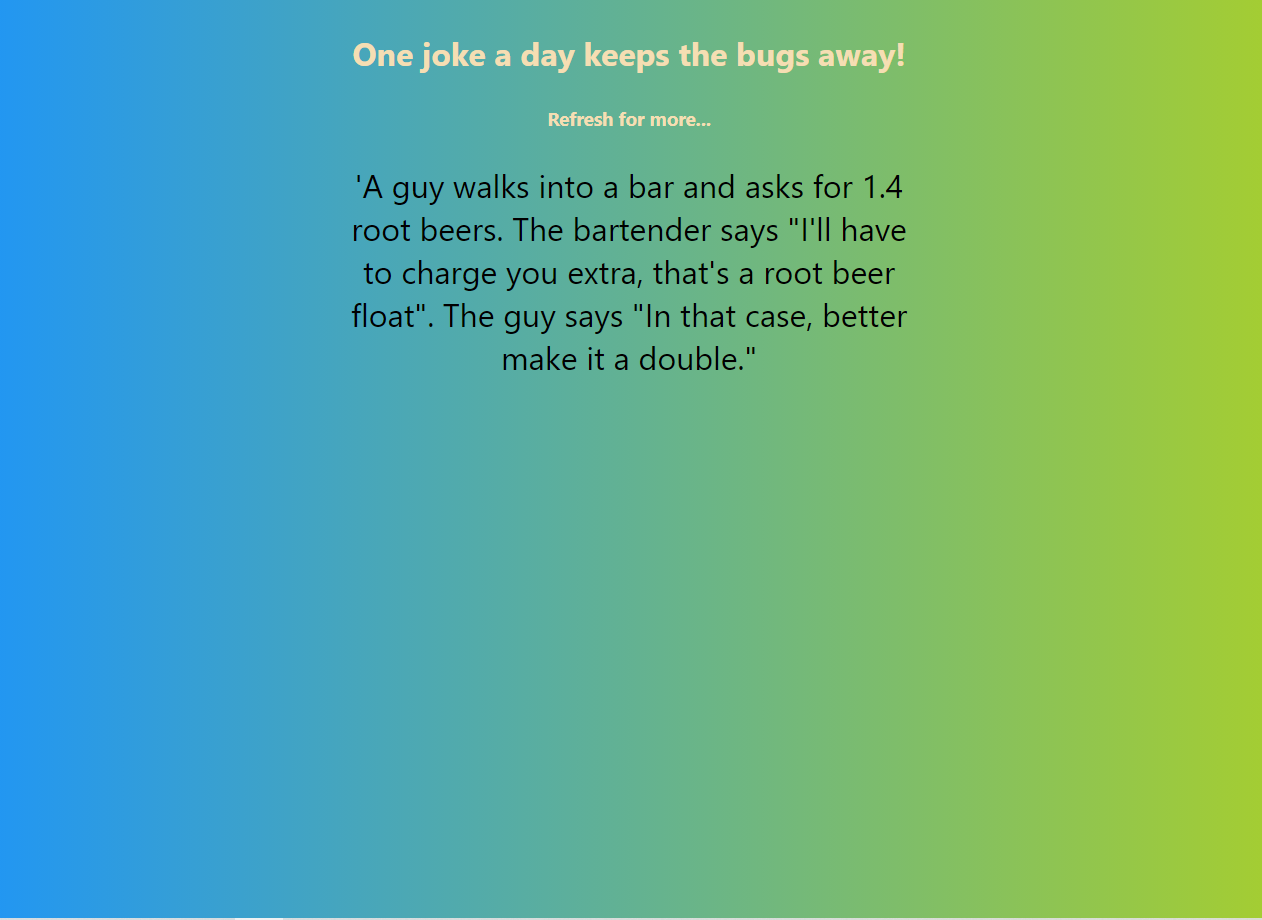 One joke a day keeps the bugs away!
Refresh for more...
'A guy walks into a bar and asks for 1.4
root beers. The bartender says "I'll have
to charge you extra, that's a root beer
float". The guy says "In that case, better
make it a double."